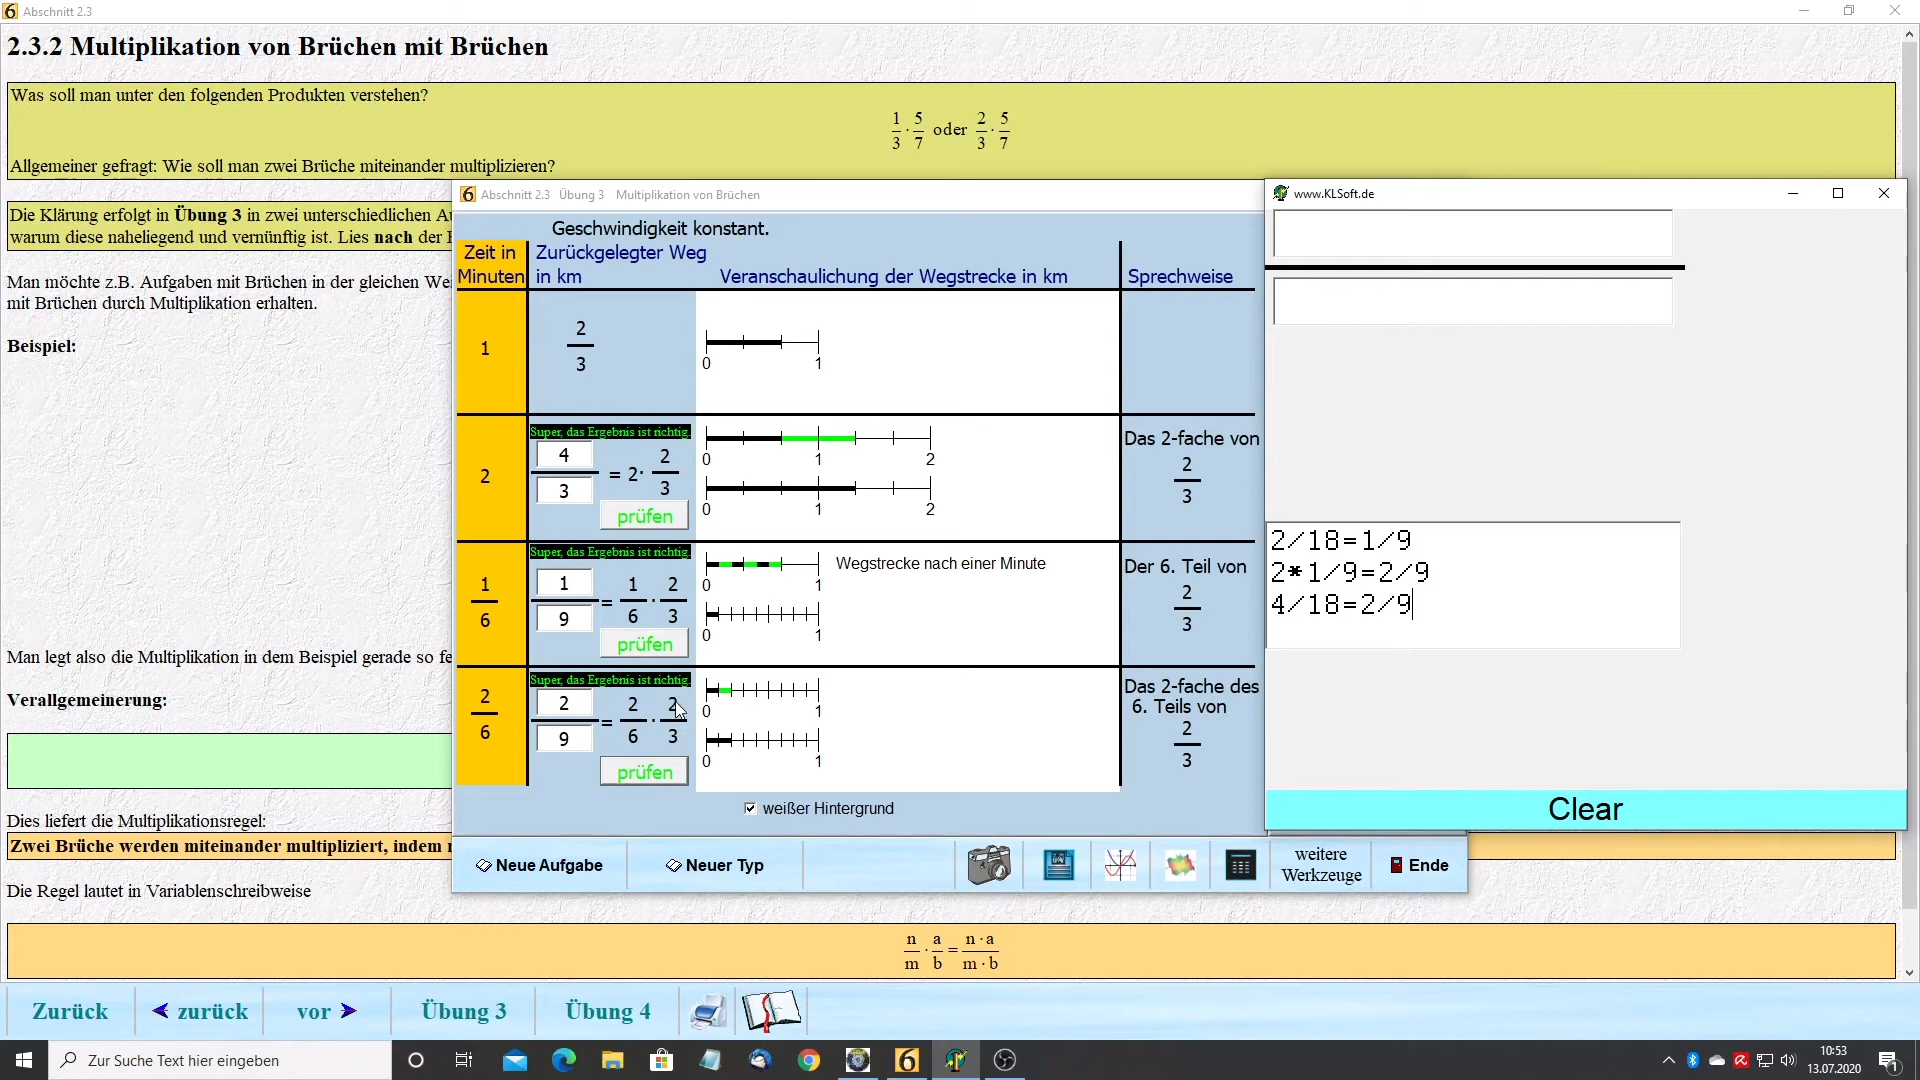 Abschnitt 2.3
2.3.2 Multiplikation von Brüchen mit Brüchen
Was soll man unter den folgenden Produkten verstehen?
1/3 · 5/7 oder 2/3 · 5/7
Allgemeiner gefragt: Wie soll man zwei Brüche miteinander multiplizieren?
Die Klärung erfolgt in Übung 3 in zwei unterschiedlichen
warum diese naheliegend und vernünftig ist. Lies nach der
Man möchte z.B. Aufgaben mit Brüchen in der gleichen
mit Brüchen durch Multiplikation erhalten.
Beispiel:
Man legt also die Multiplikation in dem Beispiel gerade so
Verallgemeinerung:
Dies liefert die Multiplikationsregel:
Zwei Brüche werden miteinander multipliziert, indem
Die Regel lautet in Variablenschreibweise
n/m · a/b = n · a/m · b
Abschnitt 2.3 Übung 3 Multiplikation von Brüchen
Geschwindigkeit konstant.
Zeit in Minuten
Zurückgelegter Weg in km
Veranschaulichung der Wegstrecke in km
Sprechweise
1
2/3
0 1
2
Super, das Ergebnis ist richtig.
4/3 = 2· 2/3
prüfen
0 1 2
0 1 2
Das 2-fache von
2/3
1/6
Super, das Ergebnis ist richtig.
1/9 = 1/6 · 2/3
prüfen
0 1
Wegstrecke nach einer Minute
0 1
Der 6. Teil von
2/3
2/6
Super, das Ergebnis ist richtig.
2/9 = 2/6 · 2/3
prüfen
0 1
0 1
Das 2-fache des
6. Teils von
2/3
weißer Hintergrund
Neue Aufgabe
Neuer Typ
weitere
Werkzeuge
Ende
www.KLSoft.de
2/18=1/9
2*1/9=2/9
4/18=2/9
Clear
Zurück
zurück
vor
Übung 3
Übung 4
Zur Suche Text hier eingeben
10:53
13.07.2020